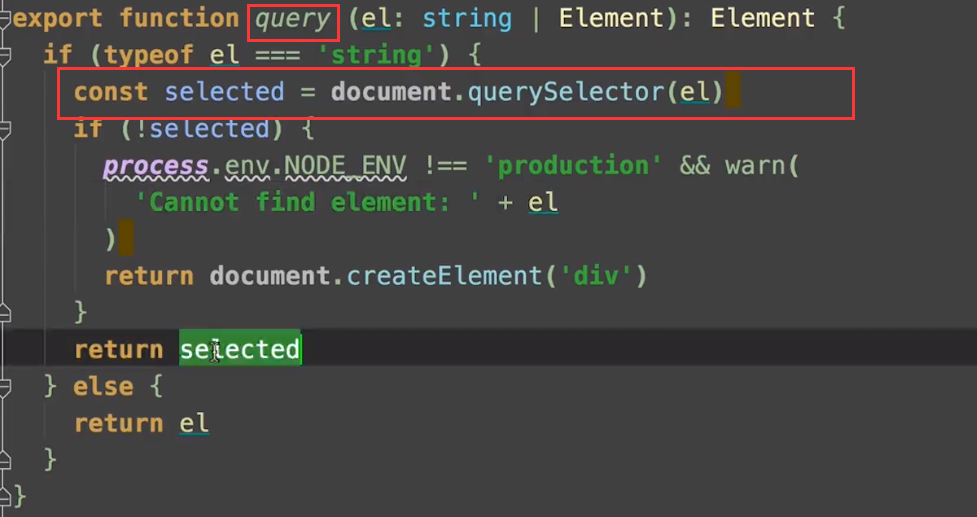 export function query (el: string | Element): Element {
if (typeof el === 'string') {
const selected = document.querySelector(el)
if (!selected) {
process.env.NODE_ENV !== 'production' && warn(
'Cannot find element: ' + el
)
return document.createElement('div')
}
return selected
} else {
return el
}
}